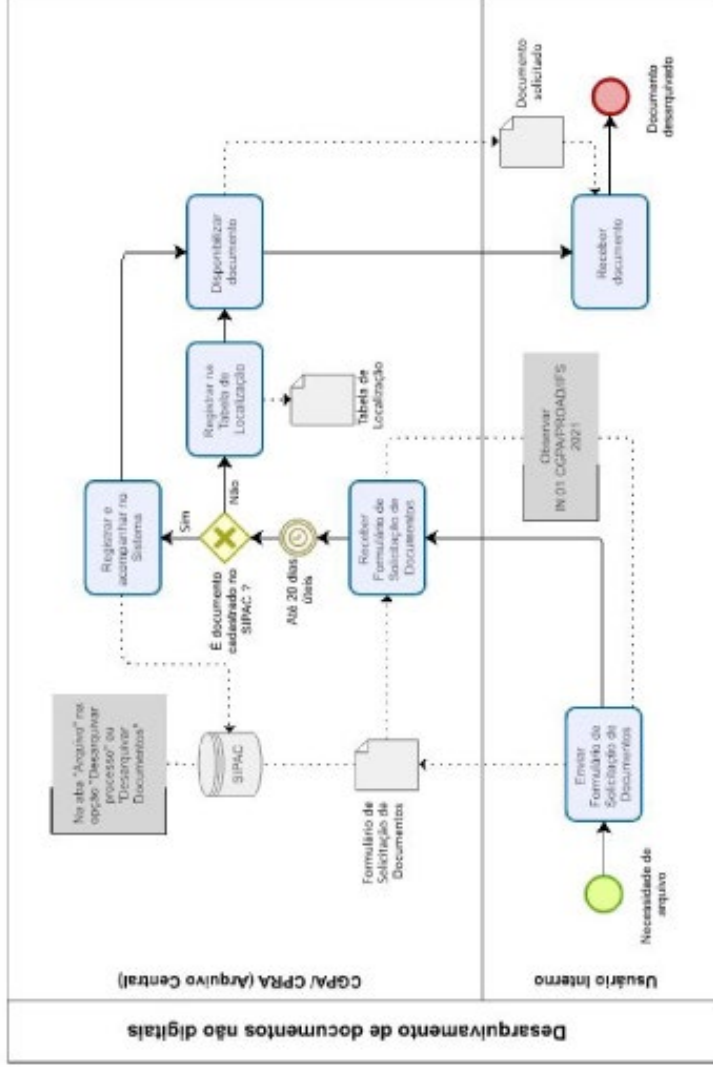 Desarquivamento de documentos não digitais
CGPA/ CPRA (Arquivo Central)
Na aba "Arquivo" na
opção "Desarquivar
processo" ou
"Desarquivar
Documentos"
SIPAC
Formulário de
Solicitação de
Documentos
Registrar e
acompanhar no
Sistema
É documento
cadastrado no
SIPAC ?
Sim
Não
Até 20 dias
úteis
Receber
Formulário de
Solicitação de
Documentos
Registrar na
Tabela de
Localização
Tabela de
Localização
Disponibilizar
documento
Usuário Interno
Necessidade de
arquivo
Enviar
Formulário de
Solicitação de
Documentos
Observar
IN 01 CGPA/PROAD/IFS
2021
Documento
solicitado
Receber
documento
Documento
desarquivado